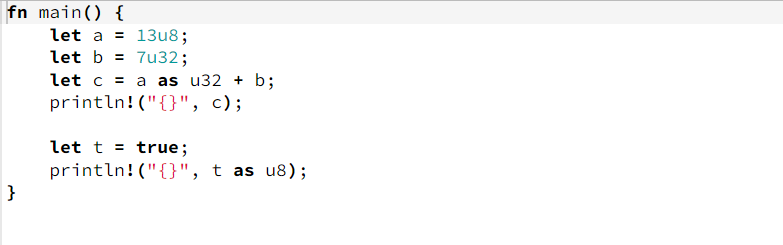 fn main() {
    let a = 13u8;
    let b = 7u32;
    let c = a as u32 + b;
    println!("{}", c);

    let t = true;
    println!("{}", t as u8);
}